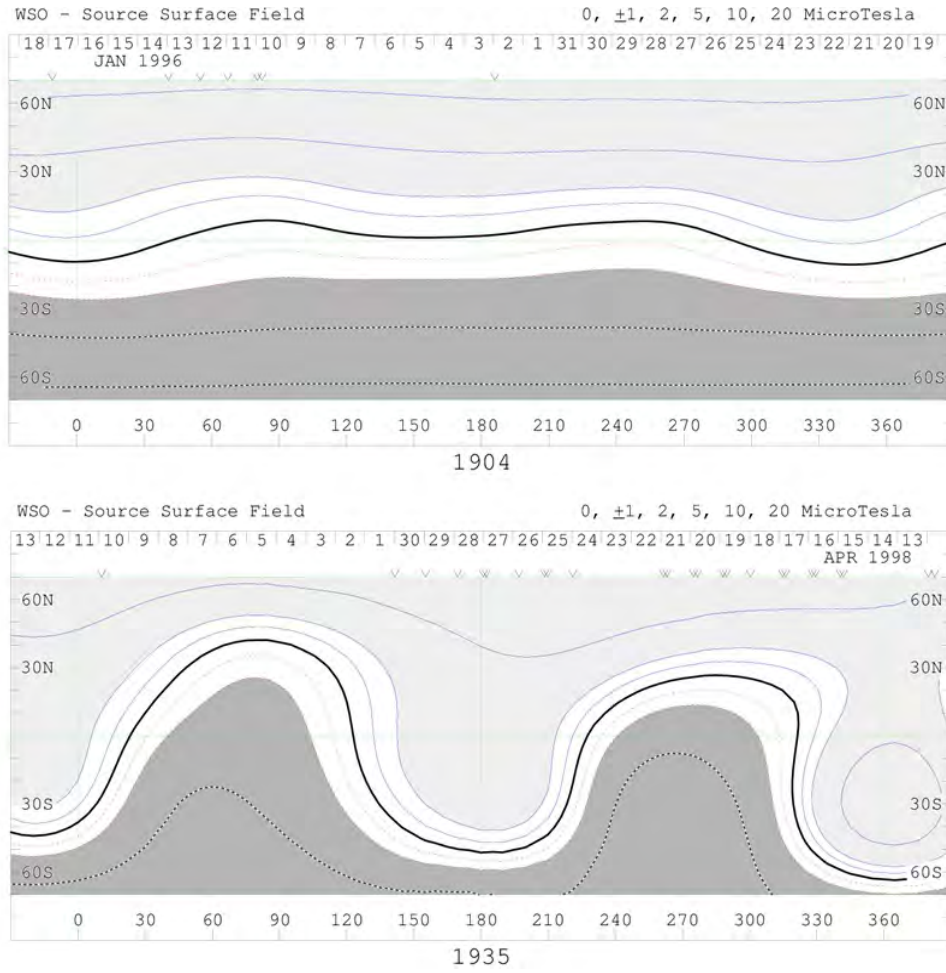 WSO - Source Surface Field 0, ±1, 2, 5, 10, 20 MicroTesla
18 17 16 15 14 13 12 11 10 9 8 7 6 5 4 3 2 1 31 30 29 28 27 26 25 24 23 22 21 20 19
JAN 1996
60N 60N
30N 30N
30S 30S
60S 60S
0 30 60 90 120 150 180 210 240 270 300 330 360
1904
WSO - Source Surface Field 0, ±1, 2, 5, 10, 20 MicroTesla
13 12 11 10 9 8 7 6 5 4 3 2 1 30 29 28 27 26 25 24 23 22 21 20 19 18 17 16 15 14 13
APR 1998
60N 60N
30N 30N
30S 30S
60S 60S
0 30 60 90 120 150 180 210 240 270 300 330 360
1935